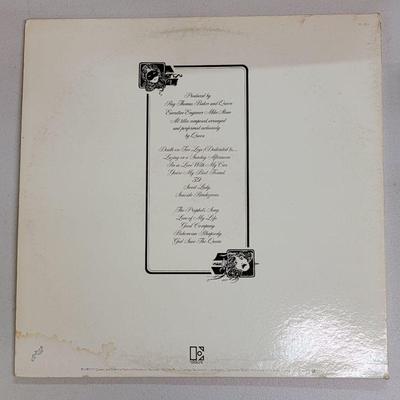 Produced by
Roy Thomas Baker and Queen
Executive Engineer Mike Stone
All titles composed, arranged
and performed exclusively
by Queen
Death on Two Legs (Dedicated to....
Lazing on a Sunday Afternoon
I'm in Love With My Car
You're My Best Friend
'39
Sweet Lady
Seaside Rendezvous
The Prophet's Song
Love of My Life
Good Company
Bohemian Rhapsody
God Save The Queen